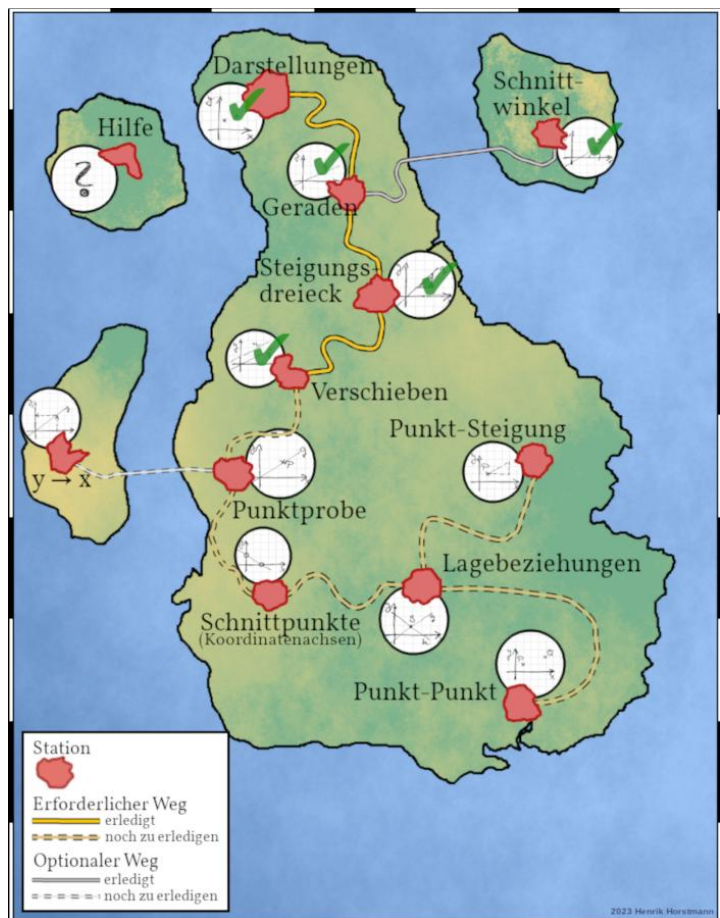 Darstellungen
Schnitt-
winkel
Hilfe
?
Geraden
Steigungs-
dreieck
Verschieben
Punkt-Steigung
y → x
Punktprobe
Lagebeziehungen
Schnittpunkte
(Koordinatenachsen)
Punkt-Punkt
Station
Erforderlicher Weg
erledigt
noch zu erledigen
Optionaler Weg
erledigt
noch zu erledigen
2023 Henrik Horstmann